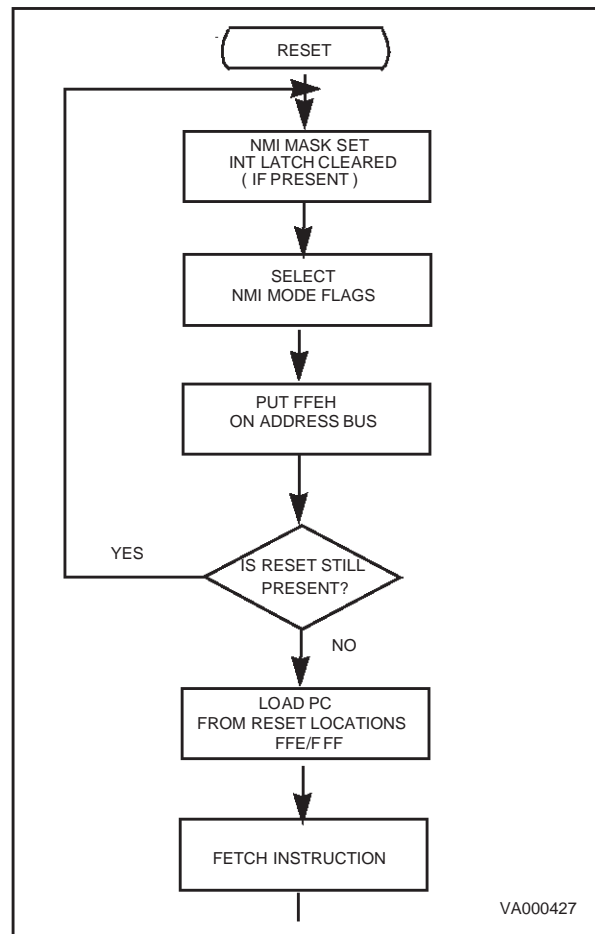 RESET
NMI MASK SET
INT LATCH CLEARED
( IF PRESENT )
SELECT
NMI MODE FLAGS
PUT FFEH
ON ADDRESS BUS
YES
IS RESET STILL
PRESENT?
NO
LOAD PC
FROM RESET LOCATIONS
FFE/F FF
FETCH INSTRUCTION
VA000427